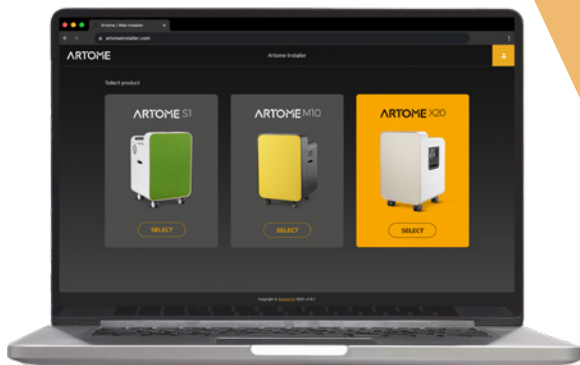 Artome | Web Installer
artomeinstaller.com
ARTOME
Artome Installer
Select product
ARTOME S1
ARTOME M10
ARTOME X20
SELECT
SELECT
SELECT